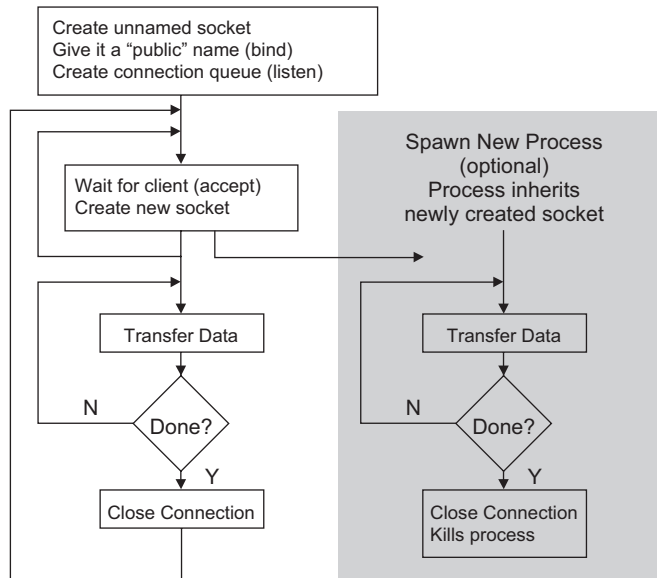 Create unnamed socket
Give it a “public” name (bind)
Create connection queue (listen)
Wait for client (accept)
Create new socket
Transfer Data
N
Done?
Y
Close Connection
Spawn New Process
(optional)
Process inherits
newly created socket
Transfer Data
N
Done?
Y
Close Connection
Kills process